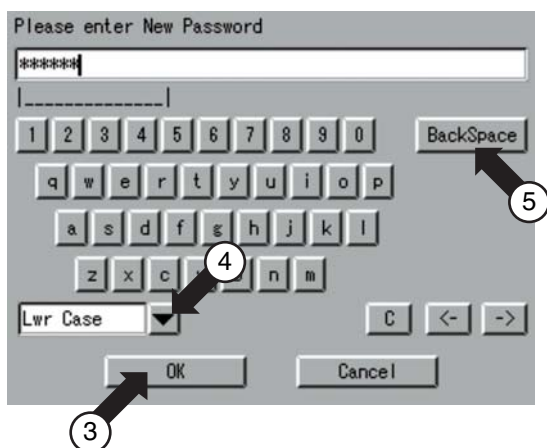 Please enter New Password
******
|______________|
1 2 3 4 5 6 7 8 9 0 BackSpace
q w e r t y u i o p
5
a s d f g h j k l
4
z x c n m
Lwr Case C <- ->
OK Cancel
3